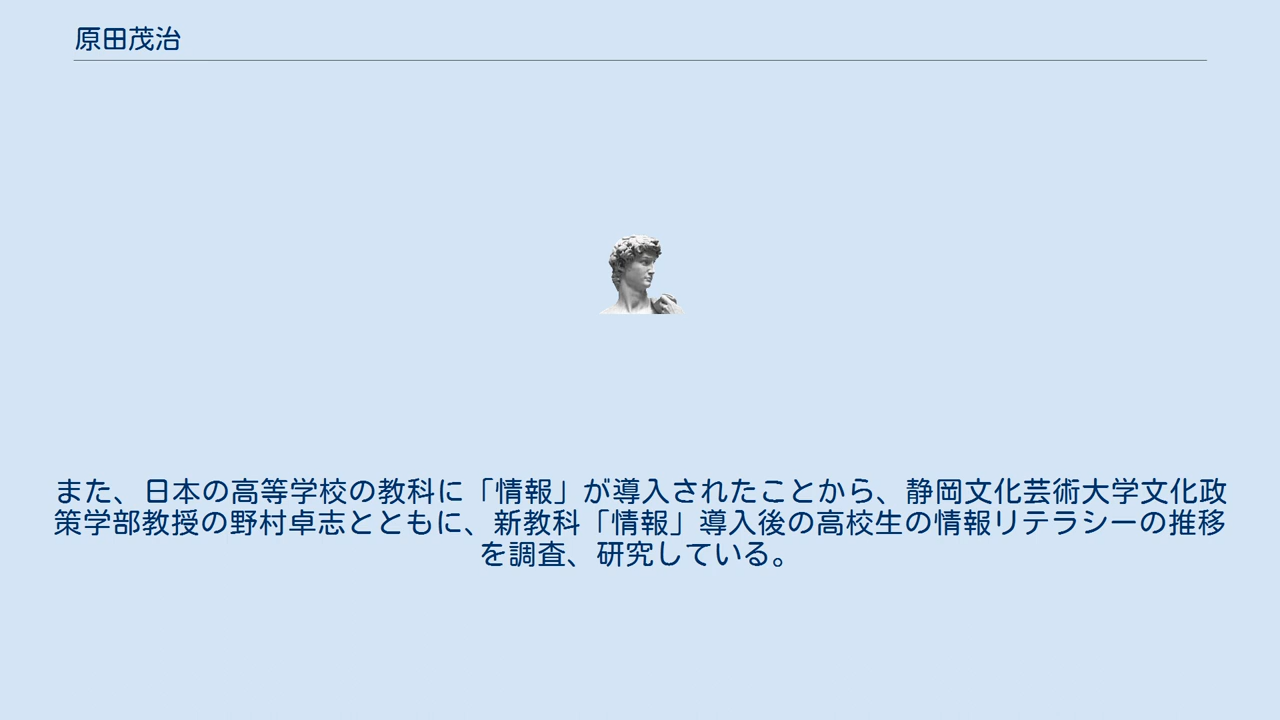 原田茂治
また、日本の高等学校の教科に「情報」が導入されたことから、静岡文化芸術大学文化政
策学部教授の野村卓志とともに、新教科「情報」導入後の高校生の情報リテラシーの推移
を調査、研究している。